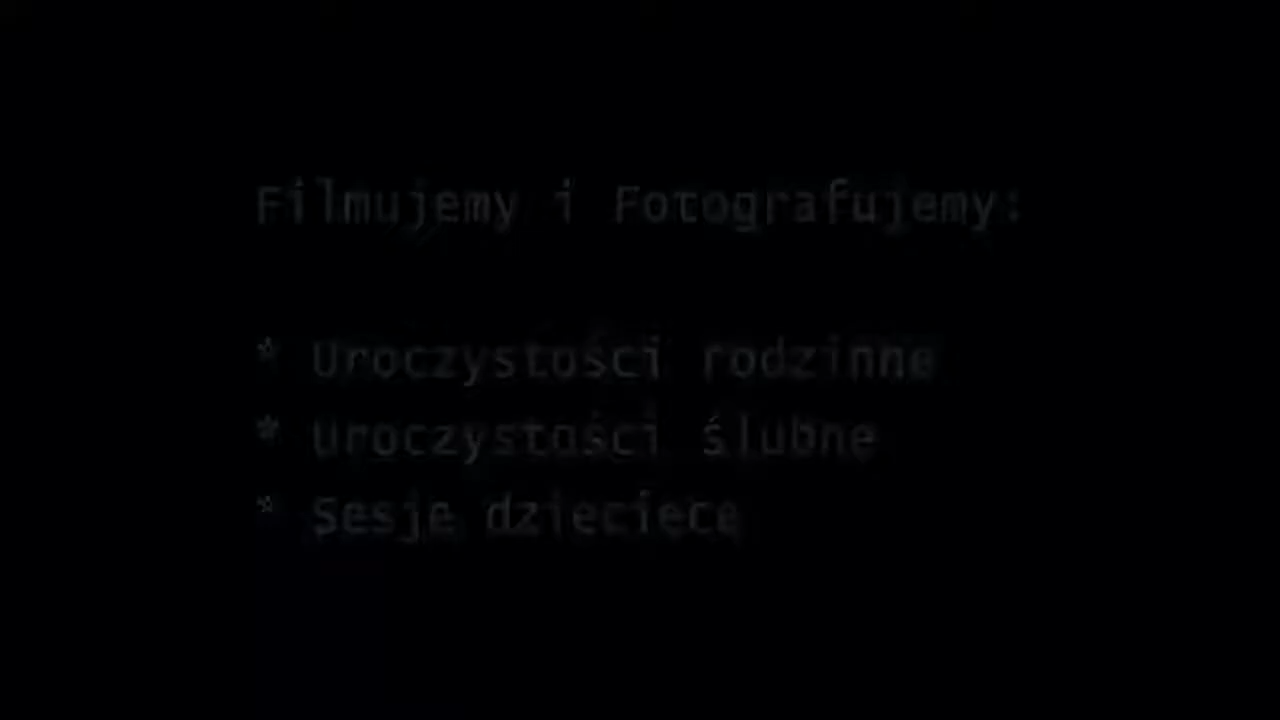 Filmujemy i Fotografujemy:
* Uroczystości rodzinne
* Uroczystości ślubne
* Sesje dziecięce